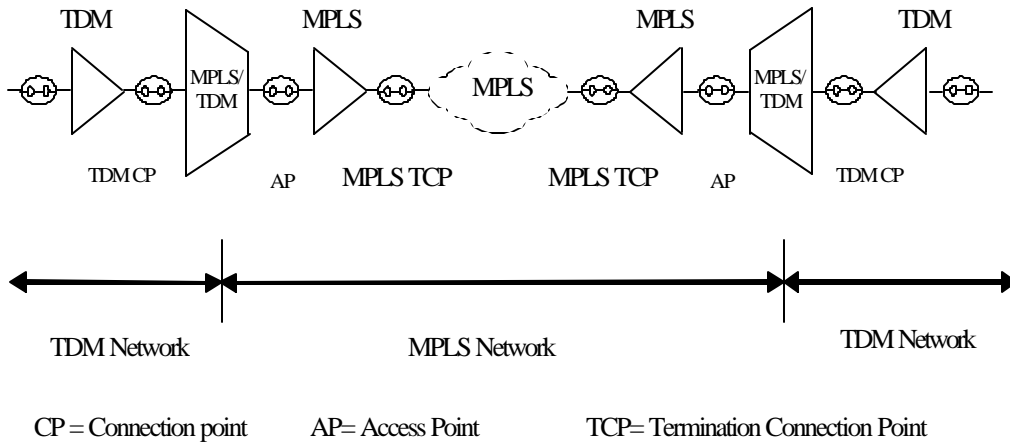 TDM MPLS MPLS TDM
MPLS/
TDM
MPLS
MPLS/
TDM
TDM CP AP MPLS TCP MPLS TCP AP TDM CP
TDM Network MPLS Network TDM Network
CP = Connection point AP= Access Point TCP= Termination Connection Point